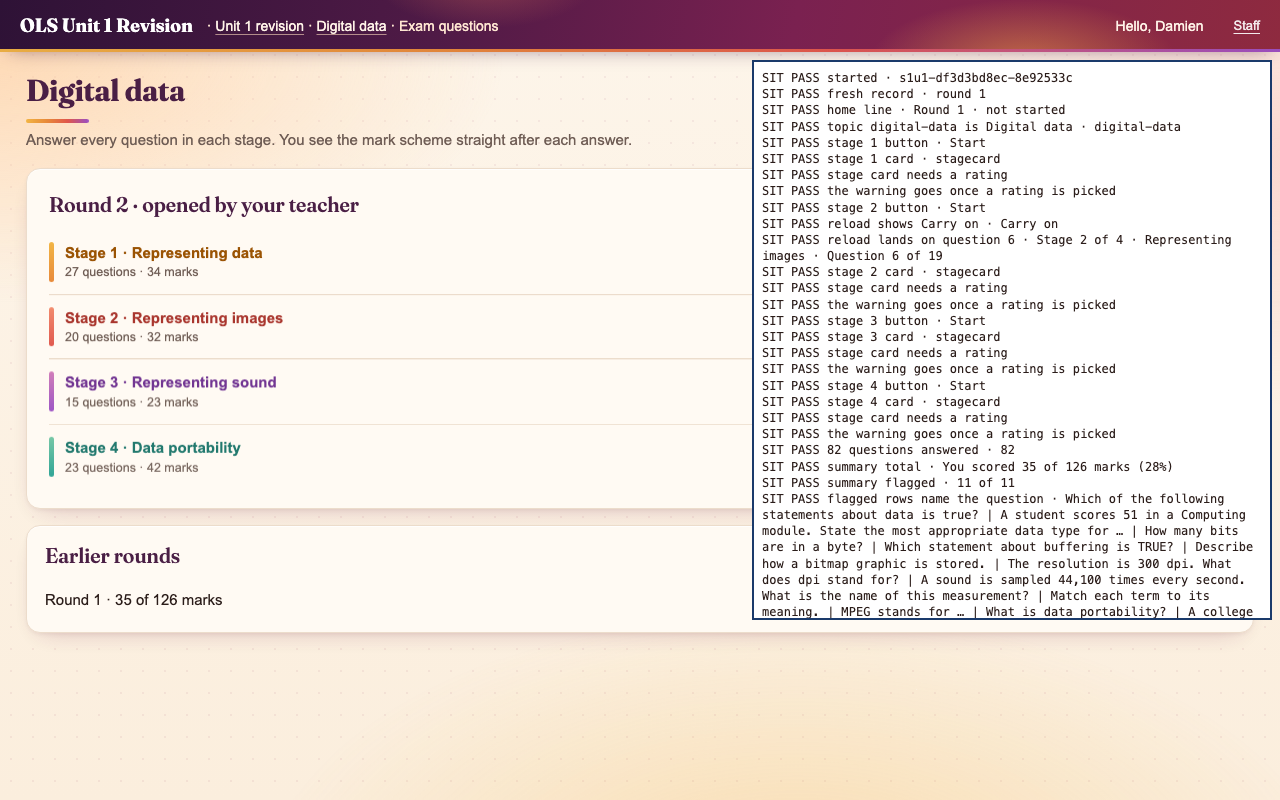 OLS Unit 1 Revision · Unit 1 revision · Digital data · Exam questions Hello, Damien Staff
Digital data
Answer every question in each stage. You see the mark scheme straight after each answer.
Round 2 · opened by your teacher
Stage 1 · Representing data
27 questions · 34 marks
Stage 2 · Representing images
20 questions · 32 marks
Stage 3 · Representing sound
15 questions · 23 marks
Stage 4 · Data portability
23 questions · 42 marks
Earlier rounds
Round 1 · 35 of 126 marks
SIT PASS started · s1u1-df3d3bd8ec-8e92533c
SIT PASS fresh record · round 1
SIT PASS home line · Round 1 · not started
SIT PASS topic digital-data is Digital data · digital-data
SIT PASS stage 1 button · Start
SIT PASS stage 1 card · stagecard
SIT PASS stage card needs a rating
SIT PASS the warning goes once a rating is picked
SIT PASS stage 2 button · Start
SIT PASS reload shows Carry on · Carry on
SIT PASS reload lands on question 6 · Stage 2 of 4 · Representing
images · Question 6 of 19
SIT PASS stage 2 card · stagecard
SIT PASS stage card needs a rating
SIT PASS the warning goes once a rating is picked
SIT PASS stage 3 button · Start
SIT PASS stage 3 card · stagecard
SIT PASS stage card needs a rating
SIT PASS the warning goes once a rating is picked
SIT PASS stage 4 button · Start
SIT PASS stage 4 card · stagecard
SIT PASS stage card needs a rating
SIT PASS the warning goes once a rating is picked
SIT PASS 82 questions answered · 82
SIT PASS summary total · You scored 35 of 126 marks (28%)
SIT PASS summary flagged · 11 of 11
SIT PASS flagged rows name the question · Which of the following
statements about data is true? | A student scores 51 in a Computing
module. State the most appropriate data type for … | How many bits
are in a byte? | Which statement about buffering is TRUE? | Describe
how a bitmap graphic is stored. | The resolution is 300 dpi. What
does dpi stand for? | A sound is sampled 44,100 times every second.
What is the name of this measurement? | Match each term to its
meaning. | MPEG stands for … | What is data portability? | A college